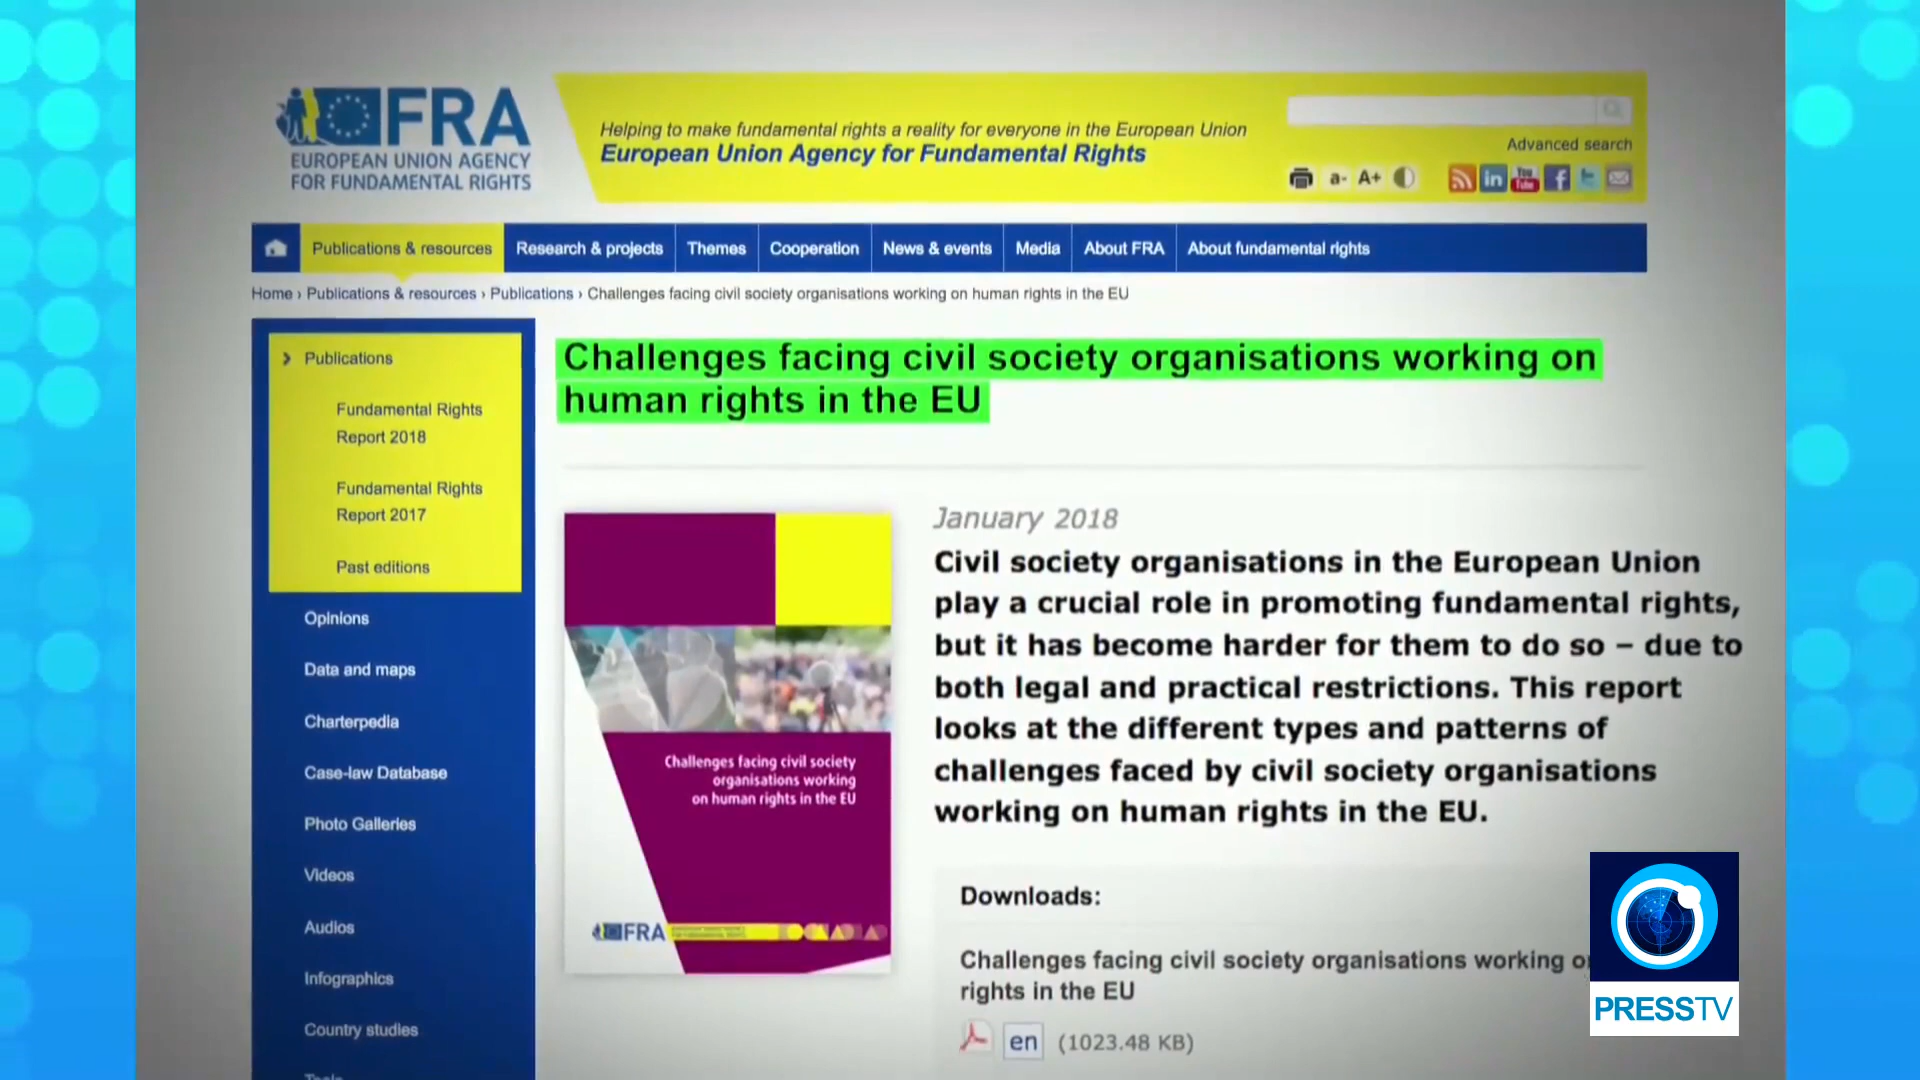 FRA
EUROPEAN UNION AGENCY
FOR FUNDAMENTAL RIGHTS
Helping to make fundamental rights a reality for everyone in the European Union
European Union Agency for Fundamental Rights
Advanced search
a- A+
You
Tube
in
f
Publications & resources
Research & projects
Themes
Cooperation
News & events
Media
About FRA
About fundamental rights
Home › Publications & resources › Publications › Challenges facing civil society organisations working on human rights in the EU
Publications
Fundamental Rights
Report 2018
Fundamental Rights
Report 2017
Past editions
Opinions
Data and maps
Charterpedia
Case-law Database
Photo Galleries
Videos
Audios
Infographics
Country studies
Challenges facing civil society organisations working on
human rights in the EU
Challenges facing civil society
organisations working
on human rights in the EU
FRA
January 2018
Civil society organisations in the European Union
play a crucial role in promoting fundamental rights,
but it has become harder for them to do so – due to
both legal and practical restrictions. This report
looks at the different types and patterns of
challenges faced by civil society organisations
working on human rights in the EU.
Downloads:
Challenges facing civil society organisations working
rights in the EU
en (1023.48 KB)
PRESSTV